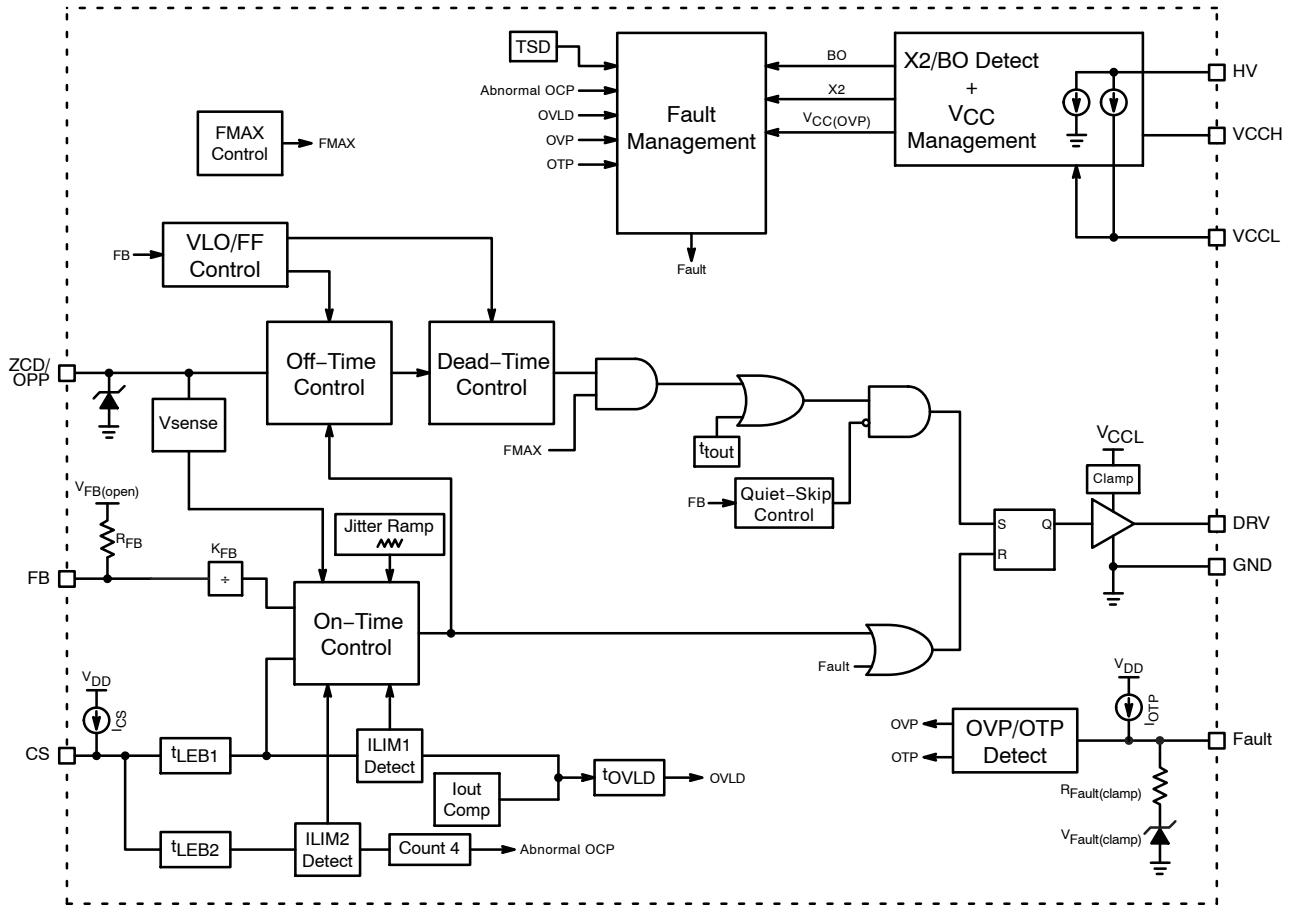 TSD
Abnormal OCP
OVLD
OVP
OTP
Fault
Management
BO
X2
VCC(OVP)
X2/BO Detect
+
VCC
Management
HV
VCCH
VCCL
FMAX
Control
FMAX
Fault
FB
VLO/FF
Control
ZCD/
OPP
Off–Time
Control
Dead–Time
Control
Vsense
FMAX
ttout
FB
Quiet–Skip
Control
VCCL
Clamp
S
Q
R
DRV
GND
VFB(open)
RFB
Jitter Ramp
FB
KFB
÷
On–Time
Control
Fault
VDD
ICS
CS
tLEB1
ILIM1
Detect
Iout
Comp
tOVLD
OVLD
tLEB2
ILIM2
Detect
Count 4
Abnormal OCP
VDD
IOTP
OVP
OTP
OVP/OTP
Detect
Fault
RFault(clamp)
VFault(clamp)